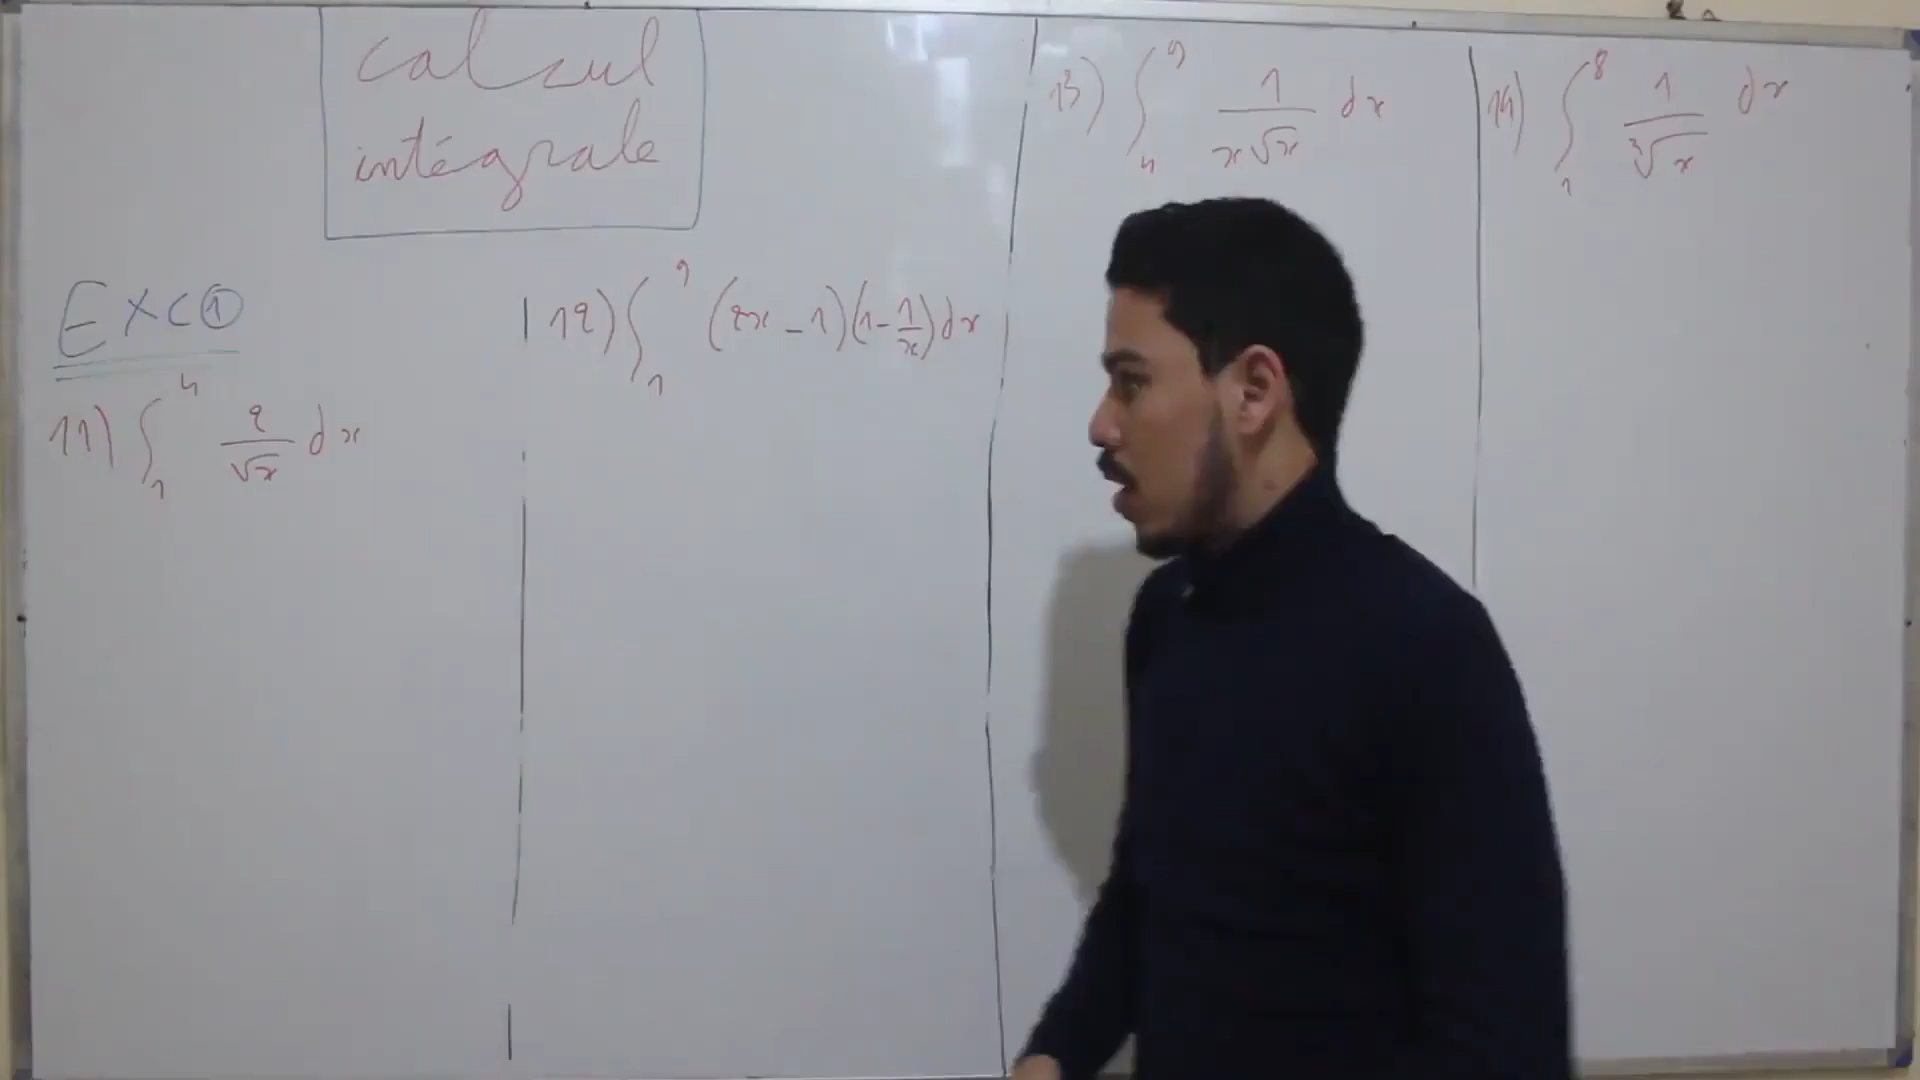 calcul
intégrale
Exc ①
11) ∫₁⁴ 2/√x dx
12) ∫₁⁹ (2x - 1)(1 - 1/x) dx
13) ∫₄⁹ 1/(x√x) dx
14) ∫₁⁸ 1/∛x dx